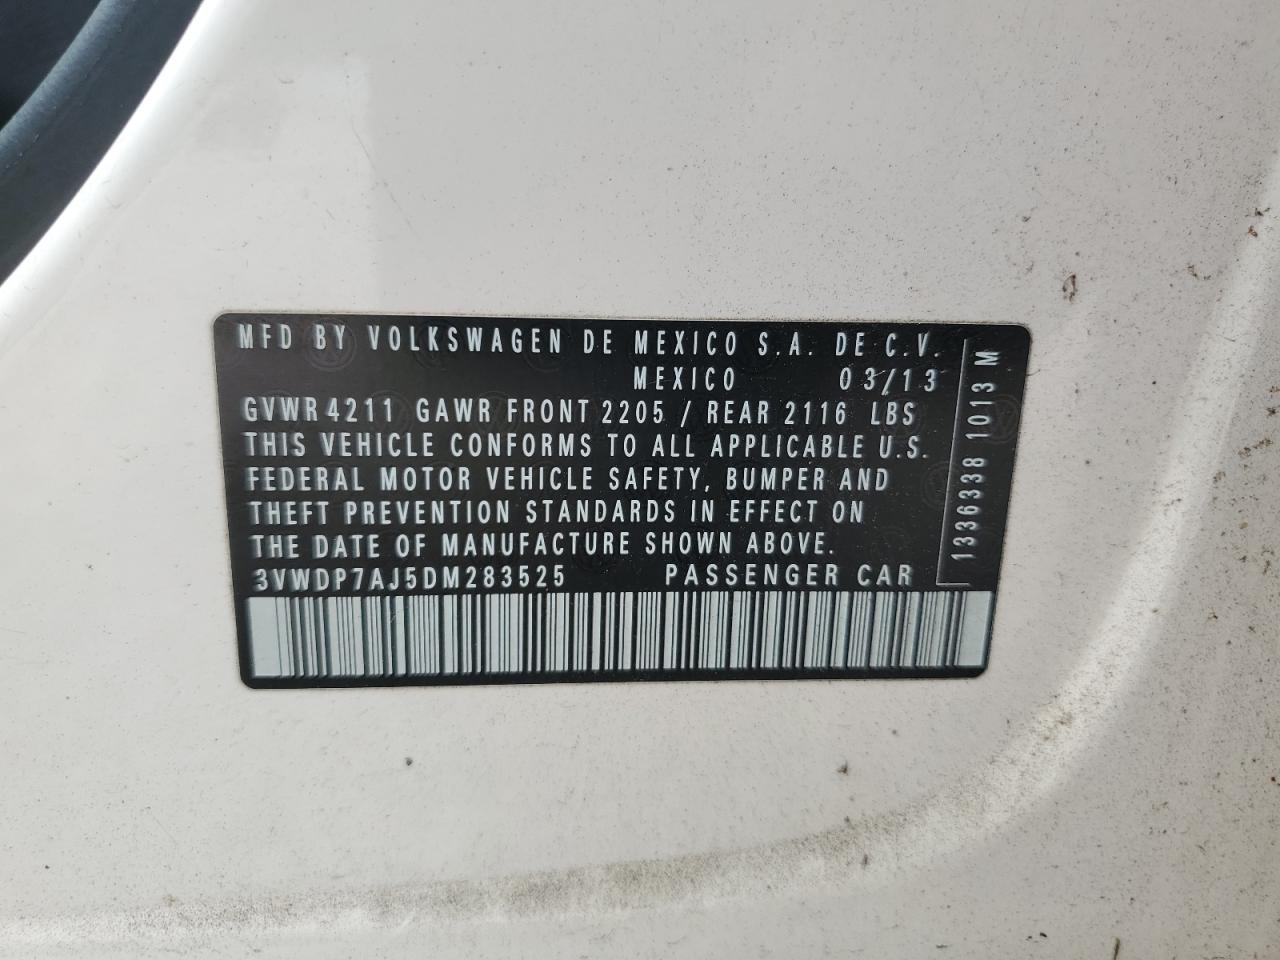 MFD BY VOLKSWAGEN DE MEXICO S.A. DE C.V.
MEXICO 03/13
GVWR 4211 GAWR FRONT 2205 / REAR 2116 LBS
THIS VEHICLE CONFORMS TO ALL APPLICABLE U.S.
FEDERAL MOTOR VEHICLE SAFETY, BUMPER AND
THEFT PREVENTION STANDARDS IN EFFECT ON
THE DATE OF MANUFACTURE SHOWN ABOVE.
3VWDP7AJ5DM283525 PASSENGER CAR
1336338 1013 M